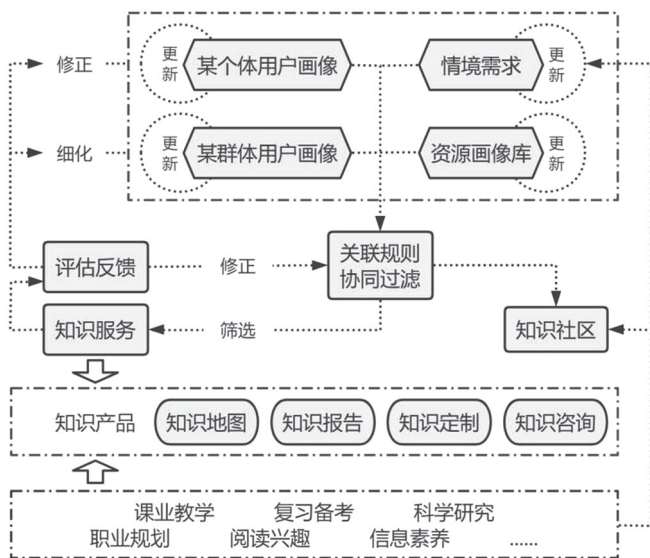 修正
更新
某个体用户画像
情境需求
更新
细化
更新
某群体用户画像
资源画像库
更新
评估反馈
修正
关联规则
协同过滤
知识服务
筛选
知识社区
知识产品
知识地图
知识报告
知识定制
知识咨询
课业教学
复习备考
科学研究
职业规划
阅读兴趣
信息素养
......